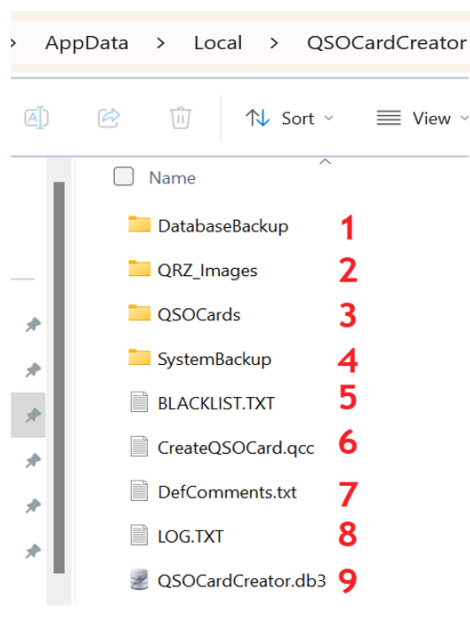 > AppData > Local > QSOCardCreator
Sort View
Name
DatabaseBackup 1
QRZ_Images 2
QSOCards 3
SystemBackup 4
BLACKLIST.TXT 5
CreateQSOCard.qcc 6
DefComments.txt 7
LOG.TXT 8
QSOCardCreator.db3 9